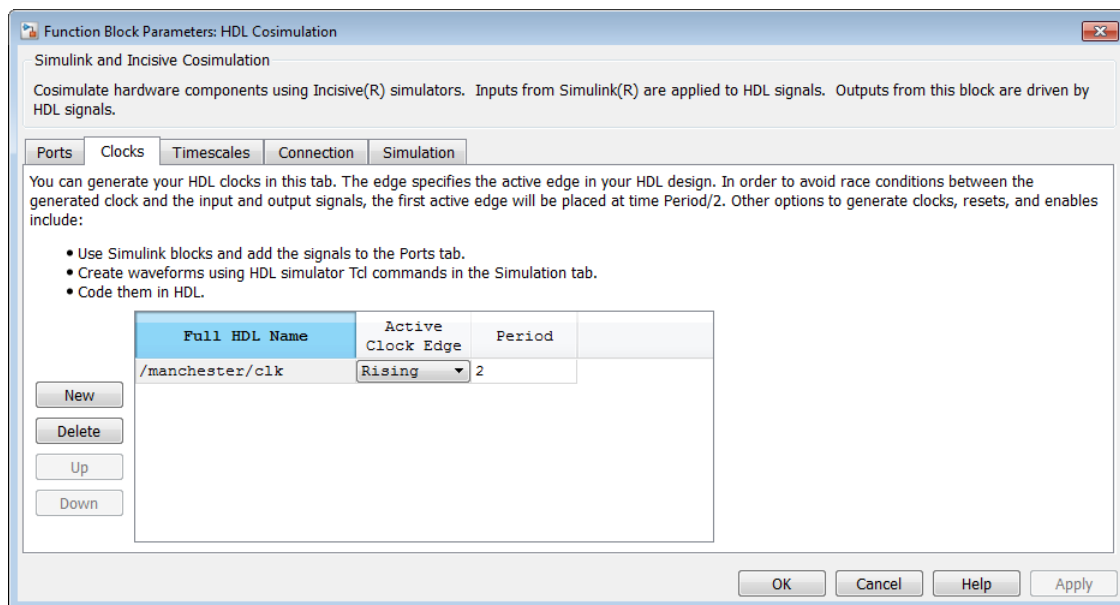 Function Block Parameters: HDL Cosimulation
Simulink and Incisive Cosimulation
Cosimulate hardware components using Incisive(R) simulators.  Inputs from Simulink(R) are applied to HDL signals.  Outputs from this block are driven by
HDL signals.
Ports Clocks Timescales Connection Simulation
You can generate your HDL clocks in this tab. The edge specifies the active edge in your HDL design. In order to avoid race conditions between the
generated clock and the input and output signals, the first active edge will be placed at time Period/2. Other options to generate clocks, resets, and enables
include:
• Use Simulink blocks and add the signals to the Ports tab.
• Create waveforms using HDL simulator Tcl commands in the Simulation tab.
• Code them in HDL.
Full HDL Name
Active
Clock Edge
Period
/manchester/clk Rising 2
New
Delete
Up
Down
OK Cancel Help Apply